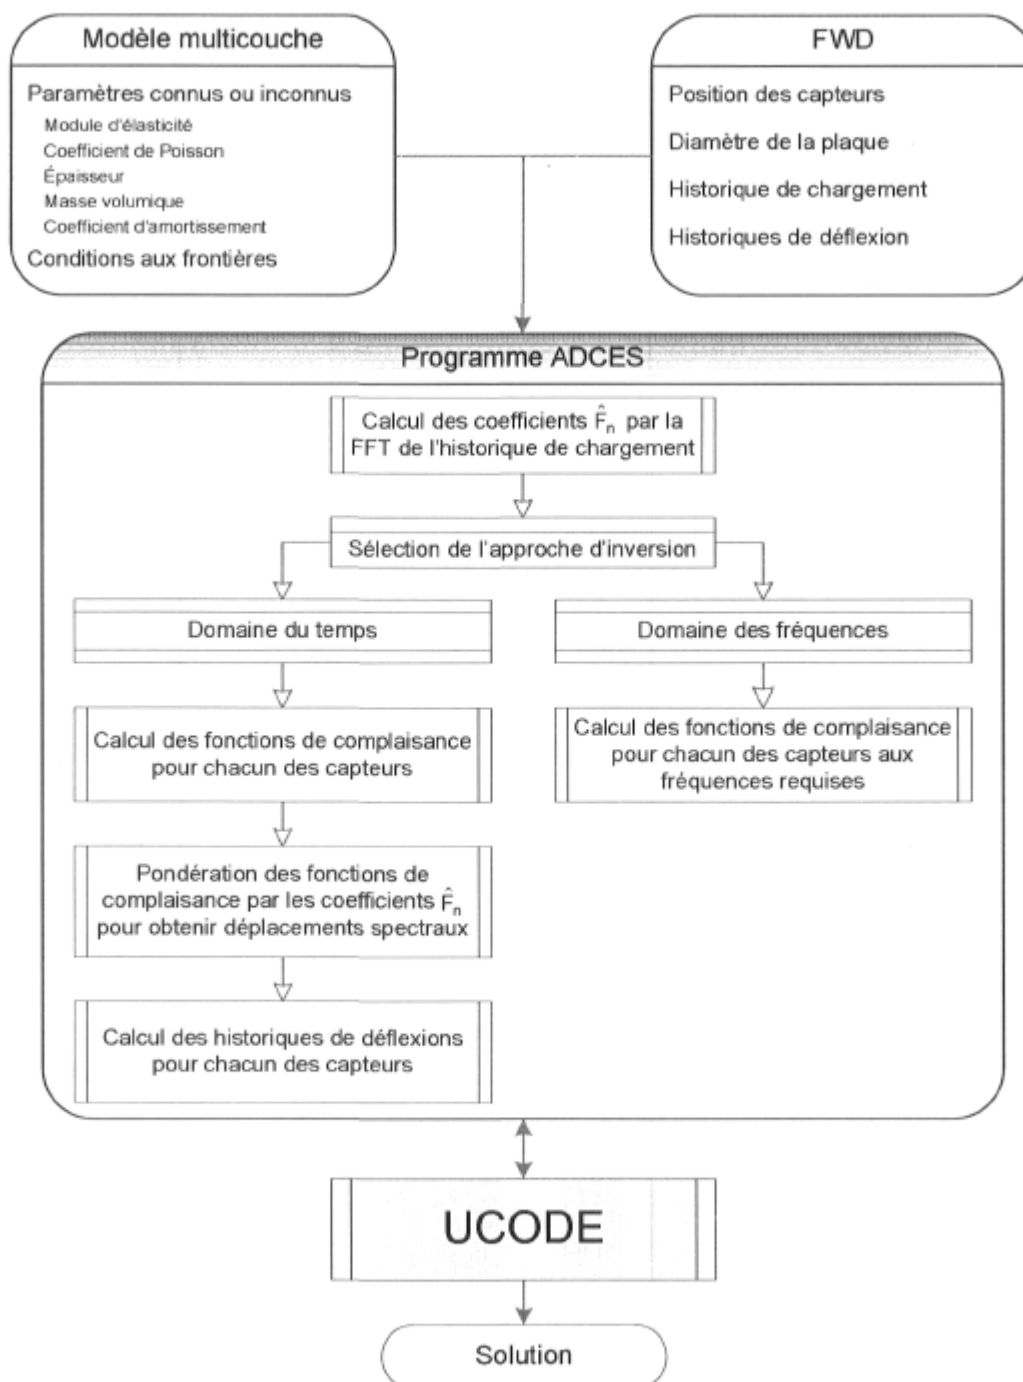 Modèle multicouche
Paramètres connus ou inconnus
Module d'élasticité
Coefficient de Poisson
Épaisseur
Masse volumique
Coefficient d'amortissement
Conditions aux frontières
FWD
Position des capteurs
Diamètre de la plaque
Historique de chargement
Historiques de déflexion
Programme ADCES
Calcul des coefficients F̂ₙ par la
FFT de l'historique de chargement
Sélection de l'approche d'inversion
Domaine du temps
Domaine des fréquences
Calcul des fonctions de complaisance
pour chacun des capteurs
Calcul des fonctions de complaisance
pour chacun des capteurs aux
fréquences requises
Pondération des fonctions de
complaisance par les coefficients F̂ₙ
pour obtenir déplacements spectraux
Calcul des historiques de déflexions
pour chacun des capteurs
UCODE
Solution